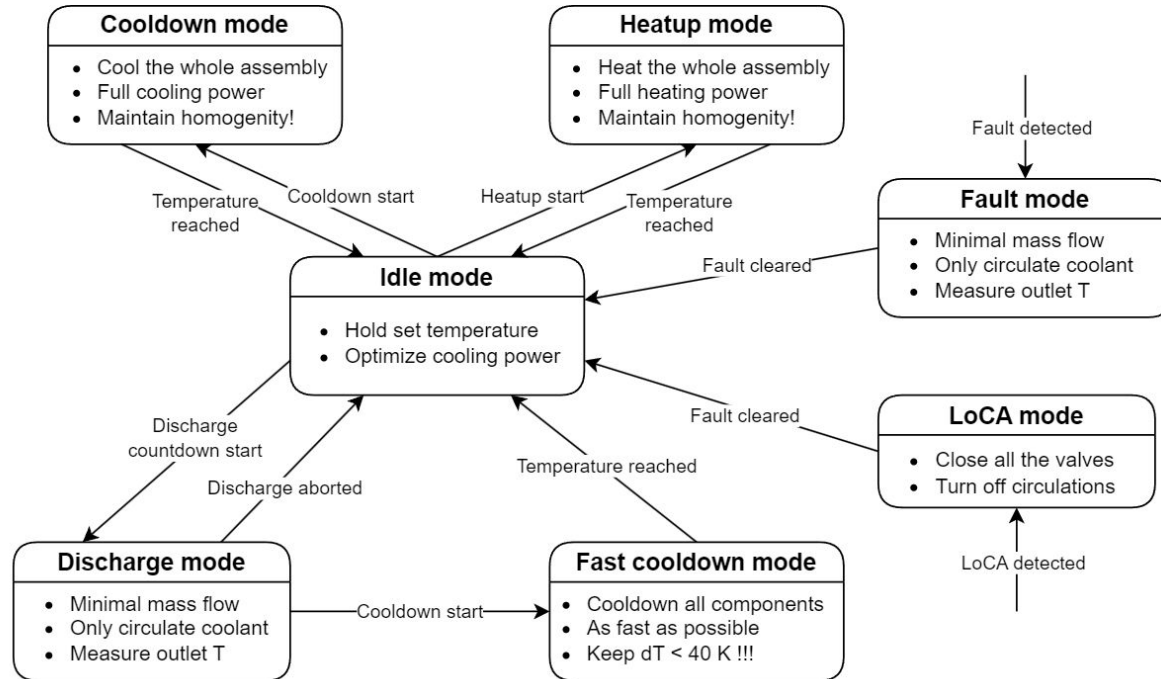 Cooldown mode
• Cool the whole assembly
• Full cooling power
• Maintain homogenity!
Heatup mode
• Heat the whole assembly
• Full heating power
• Maintain homogenity!
Fault detected
Temperature
reached
Cooldown start
Heatup start
Temperature
reached
Fault mode
• Minimal mass flow
• Only circulate coolant
• Measure outlet T
Fault cleared
Idle mode
• Hold set temperature
• Optimize cooling power
Fault cleared
LoCA mode
• Close all the valves
• Turn off circulations
LoCA detected
Discharge
countdown start
Discharge aborted
Temperature reached
Discharge mode
• Minimal mass flow
• Only circulate coolant
• Measure outlet T
Cooldown start
Fast cooldown mode
• Cooldown all components
• As fast as possible
• Keep dT < 40 K !!!